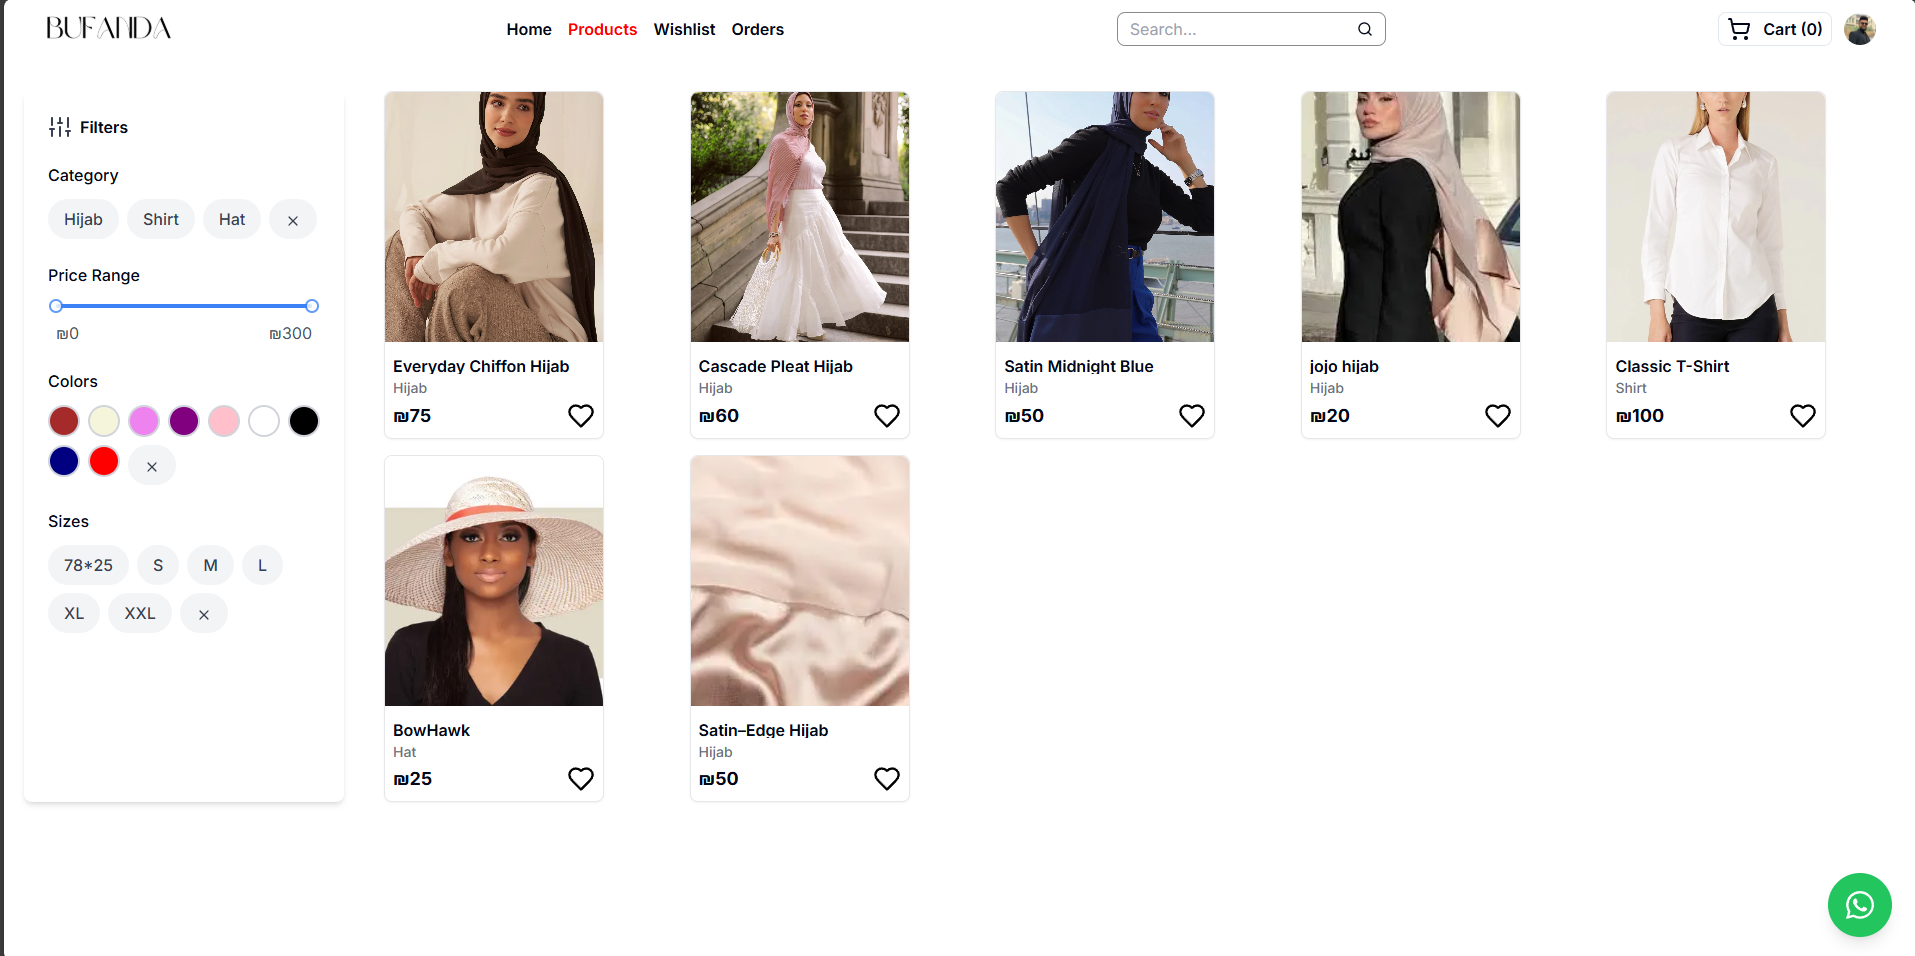 BUFANDA
Home Products Wishlist Orders
Search...
Cart (0)
Filters
Category
Hijab Shirt Hat ×
Price Range
₪0 ₪300
Colors
×
Sizes
78*25 S M L
XL XXL ×
Everyday Chiffon Hijab
Hijab
₪75
Cascade Pleat Hijab
Hijab
₪60
Satin Midnight Blue
Hijab
₪50
jojo hijab
Hijab
₪20
Classic T-Shirt
Shirt
₪100
BowHawk
Hat
₪25
Satin–Edge Hijab
Hijab
₪50